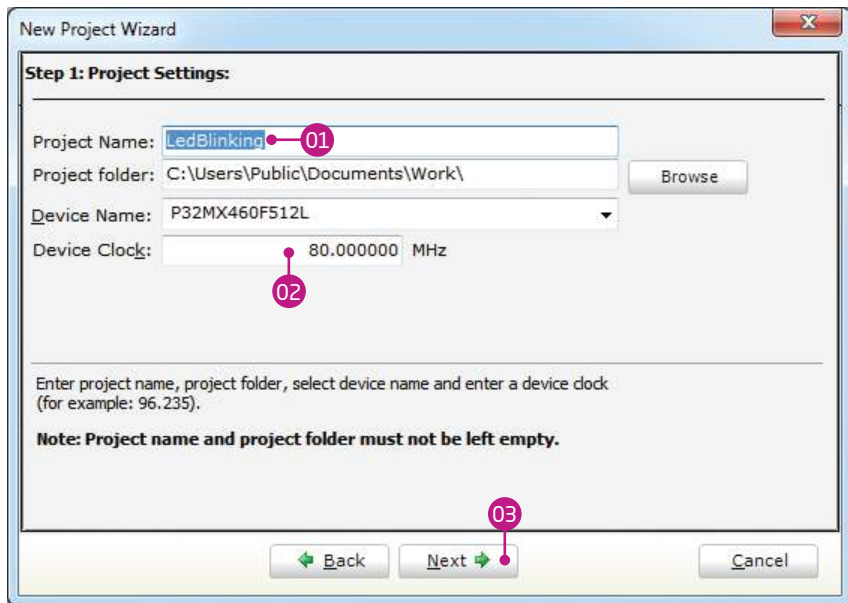 New Project Wizard
Step 1: Project Settings:
Project Name: LedBlinking 01
Project folder: C:\Users\Public\Documents\Work\ Browse
Device Name: P32MX460F512L
Device Clock: 80.000000 MHz
02
Enter project name, project folder, select device name and enter a device clock
(for example: 96.235).
Note: Project name and project folder must not be left empty.
03
Back Next Cancel